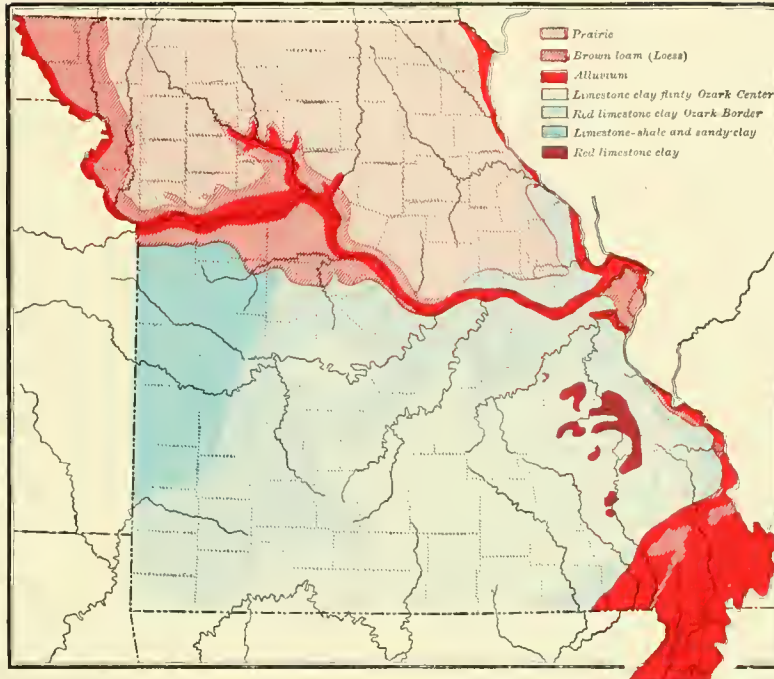 Prairie
Brown loam (Loess)
Alluvium
Limestone clay flinty Ozark Center
Red limestone clay Ozark Border
Limestone-shale and sandy-clay
Red limestone clay